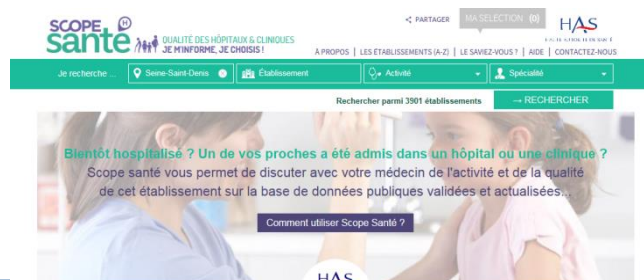 SCOPE
santé
QUALITÉ DES HÔPITAUX & CLINIQUES
JE M'INFORME, JE CHOISIS !
PARTAGER
MA SÉLECTION (0)
HAS
À PROPOS | LES ÉTABLISSEMENTS (A-Z) | LE SAVIEZ-VOUS ? | AIDE | CONTACTEZ-NOUS
Je recherche ... Seine-Saint-Denis Établissement Activité Spécialité
Rechercher parmi 3901 établissements → RECHERCHER
Bientôt hospitalisé ? Un de vos proches a été admis dans un hôpital ou une clinique ?
Scope santé vous permet de discuter avec votre médecin de l'activité et de la qualité
de cet établissement sur la base de données publiques validées et actualisées...
Comment utiliser Scope Santé ?
HAS